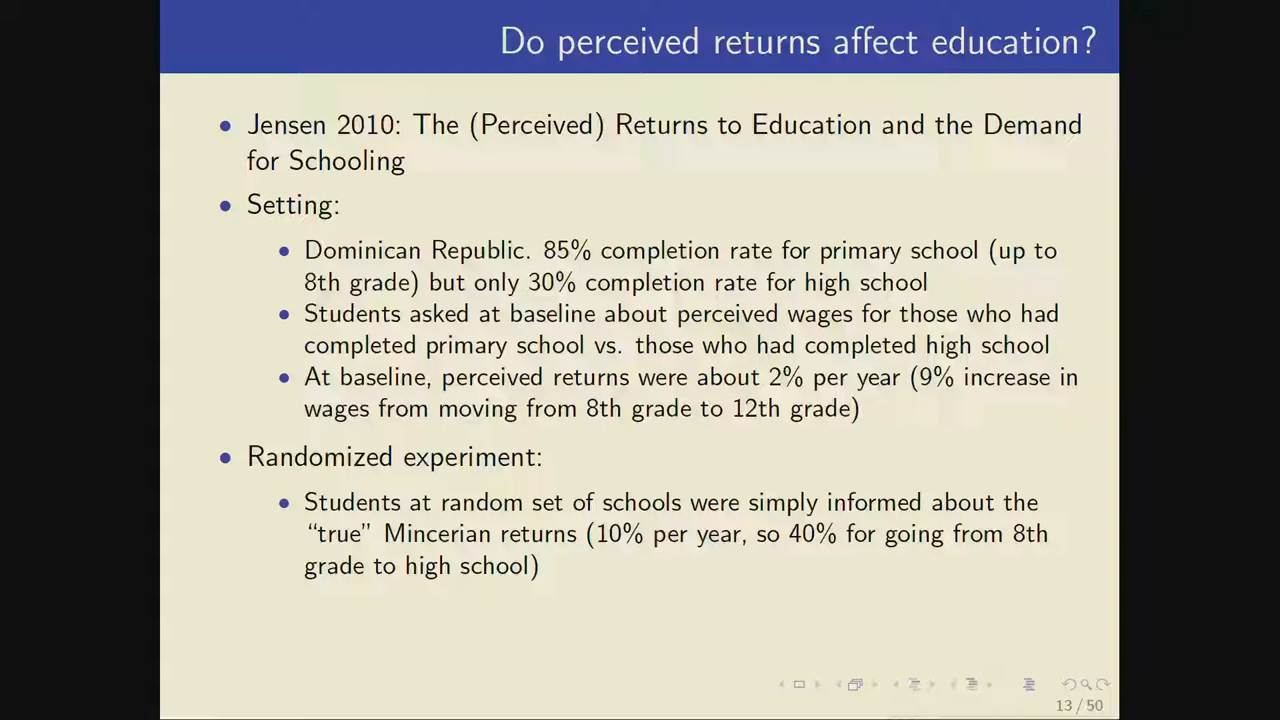 Do perceived returns affect education?
• Jensen 2010: The (Perceived) Returns to Education and the Demand
for Schooling
• Setting:
• Dominican Republic. 85% completion rate for primary school (up to
8th grade) but only 30% completion rate for high school
• Students asked at baseline about perceived wages for those who had
completed primary school vs. those who had completed high school
• At baseline, perceived returns were about 2% per year (9% increase in
wages from moving from 8th grade to 12th grade)
• Randomized experiment:
• Students at random set of schools were simply informed about the
“true” Mincerian returns (10% per year, so 40% for going from 8th
grade to high school)
13 / 50